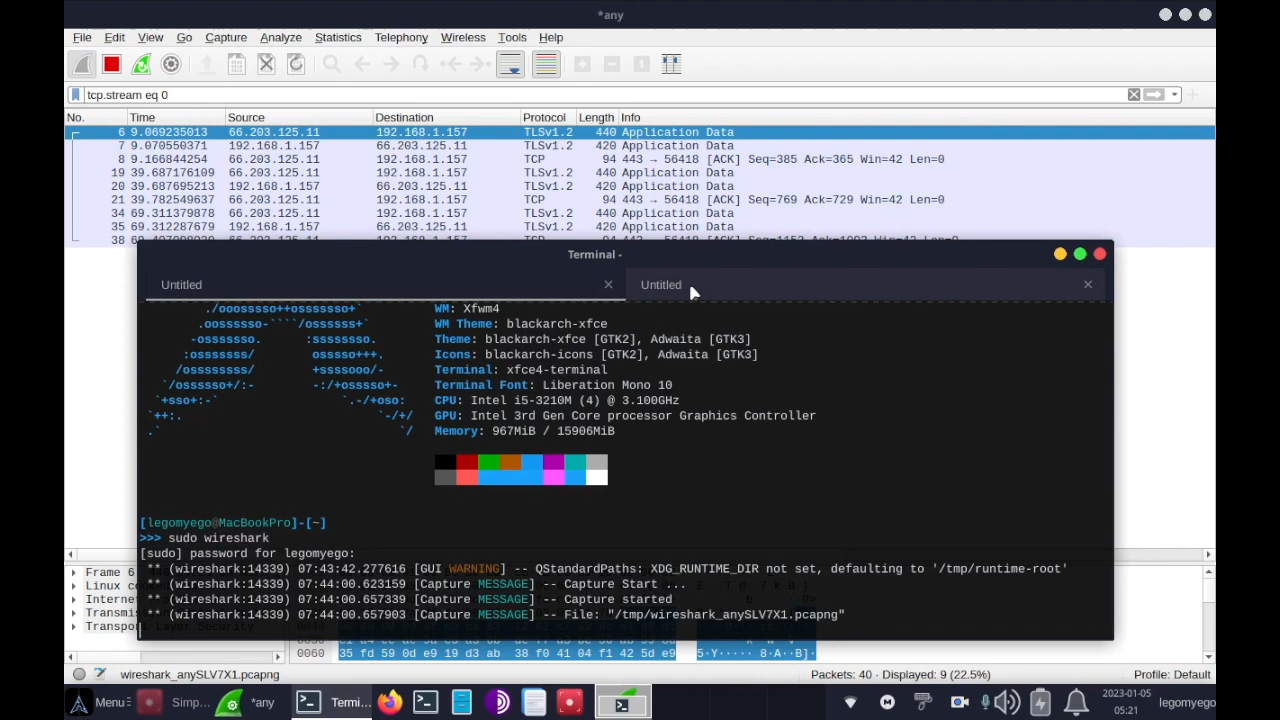 *any
File Edit View Go Capture Analyze Statistics Telephony Wireless Tools Help
tcp.stream eq 0
No. Time Source Destination Protocol Length Info
6 9.069235013 66.203.125.11 192.168.1.157 TLSv1.2 440 Application Data
7 9.070550371 192.168.1.157 66.203.125.11 TLSv1.2 420 Application Data
8 9.166844254 66.203.125.11 192.168.1.157 TCP 94 443 → 56418 [ACK] Seq=385 Ack=365 Win=42 Len=0
19 39.687176109 66.203.125.11 192.168.1.157 TLSv1.2 440 Application Data
20 39.687695213 192.168.1.157 66.203.125.11 TLSv1.2 420 Application Data
21 39.782549637 66.203.125.11 192.168.1.157 TCP 94 443 → 56418 [ACK] Seq=769 Ack=729 Win=42 Len=0
34 69.311379878 66.203.125.11 192.168.1.157 TLSv1.2 440 Application Data
35 69.312287679 192.168.1.157 66.203.125.11 TLSv1.2 420 Application Data
38
Terminal -
Untitled Untitled
./ooosssso++osssssso+` WM: Xfwm4
.oossssso-````/ossssss+` WM Theme: blackarch-xfce
-osssssso. :ssssssso. Theme: blackarch-xfce [GTK2], Adwaita [GTK3]
:osssssss/ osssso+++. Icons: blackarch-icons [GTK2], Adwaita [GTK3]
/ossssssss/ +ssssooo/- Terminal: xfce4-terminal
`/ossssso+/:- -:/+osssso+- Terminal Font: Liberation Mono 10
`+sso+:-` `.-/+oso: CPU: Intel i5-3210M (4) @ 3.100GHz
`++:. `-/+/ GPU: Intel 3rd Gen Core processor Graphics Controller
.` `/ Memory: 967MiB / 15906MiB
[legomyego@MacBookPro]-[~]
>>> sudo wireshark
[sudo] password for legomyego:
** (wireshark:14339) 07:43:42.277616 [GUI WARNING] -- QStandardPaths: XDG_RUNTIME_DIR not set, defaulting to '/tmp/runtime-root'
** (wireshark:14339) 07:44:00.623159 [Capture MESSAGE] -- Capture Start ...
** (wireshark:14339) 07:44:00.657339 [Capture MESSAGE] -- Capture started
** (wireshark:14339) 07:44:00.657903 [Capture MESSAGE] -- File: "/tmp/wireshark_anySLV7X1.pcapng"
Frame 6
Linux coo
Internet
Transmis
Transport Layer Security
0060 35 fd 59 0d e9 19 d3 ab 38 f0 41 04 f1 42 5d e9 5·Y····· 8·A··B]·
wireshark_anySLV7X1.pcapng Packets: 40 · Displayed: 9 (22.5%) Profile: Default
Menu Simp... *any Termi... 2023-01-05 legomyego
05:21